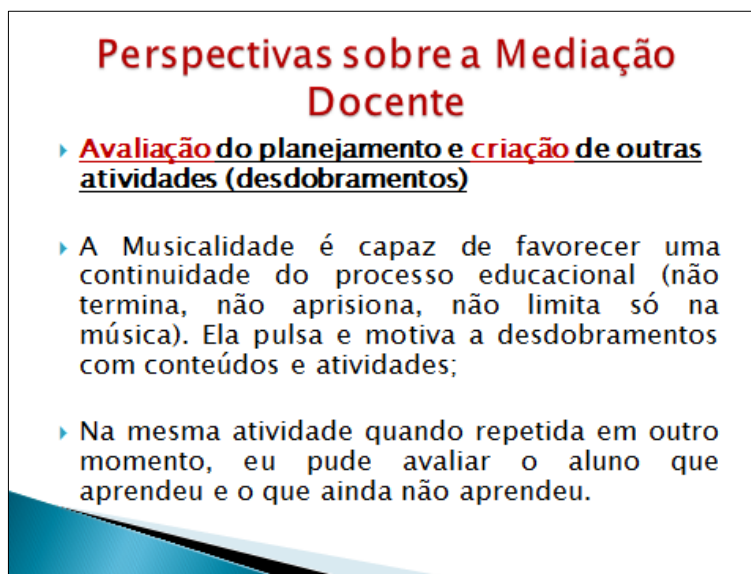 Perspectivas sobre a Mediação
Docente
Avaliação do planejamento e criação de outras
atividades (desdobramentos)
A Musicalidade é capaz de favorecer uma
continuidade do processo educacional (não
termina, não aprisiona, não limita só na
música). Ela pulsa e motiva a desdobramentos
com conteúdos e atividades;
Na mesma atividade quando repetida em outro
momento, eu pude avaliar o aluno que
aprendeu e o que ainda não aprendeu.